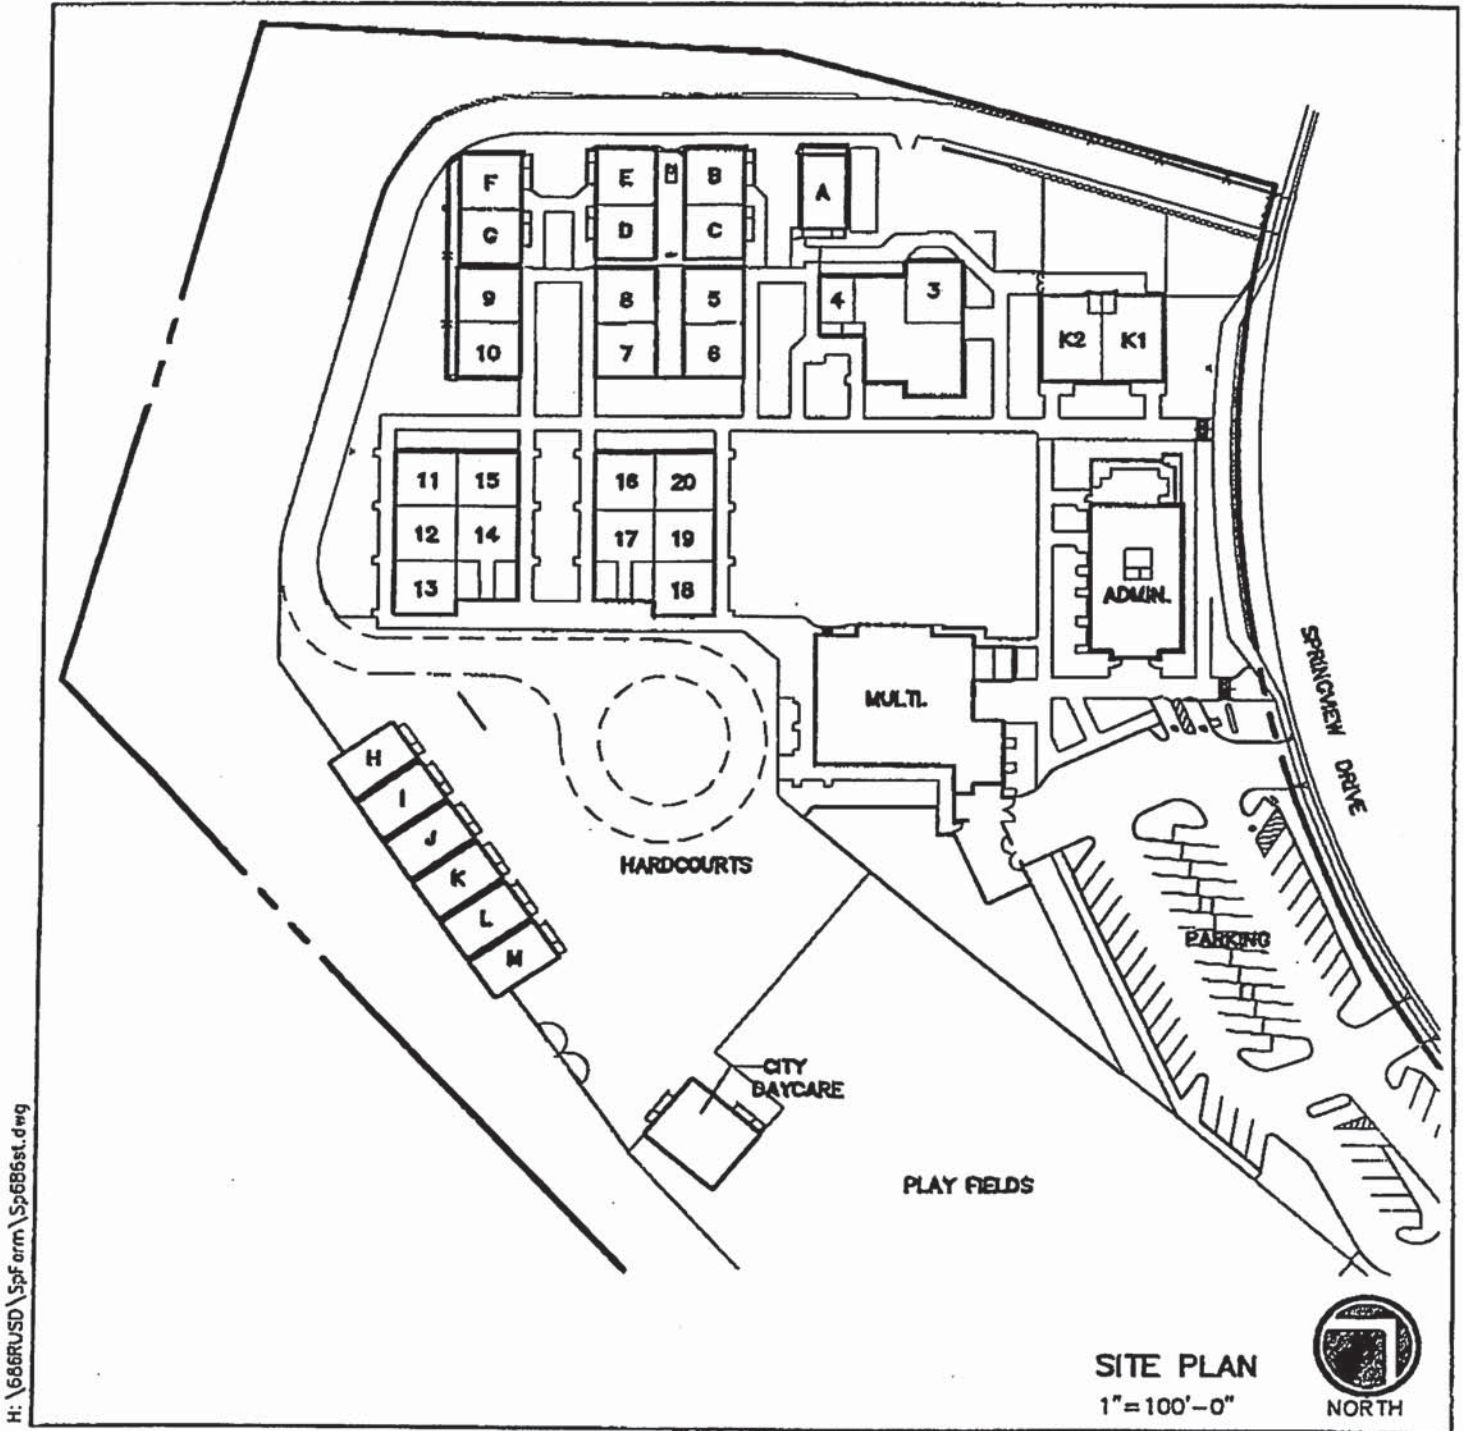 F
E
B
A
G
D
C
9
8
5
4
3
10
7
6
K2
K1
11
15
16
20
12
14
17
19
13
18
ADMIN.
MULTI.
SPRINGVIEW DRIVE
H
I
J
K
L
M
HARDCOURTS
PARKING
CITY
DAYCARE
PLAY FIELDS
SITE PLAN
1"=100'-0"
NORTH
H:\686RUSD\SpFarm\Sp686st.dwg